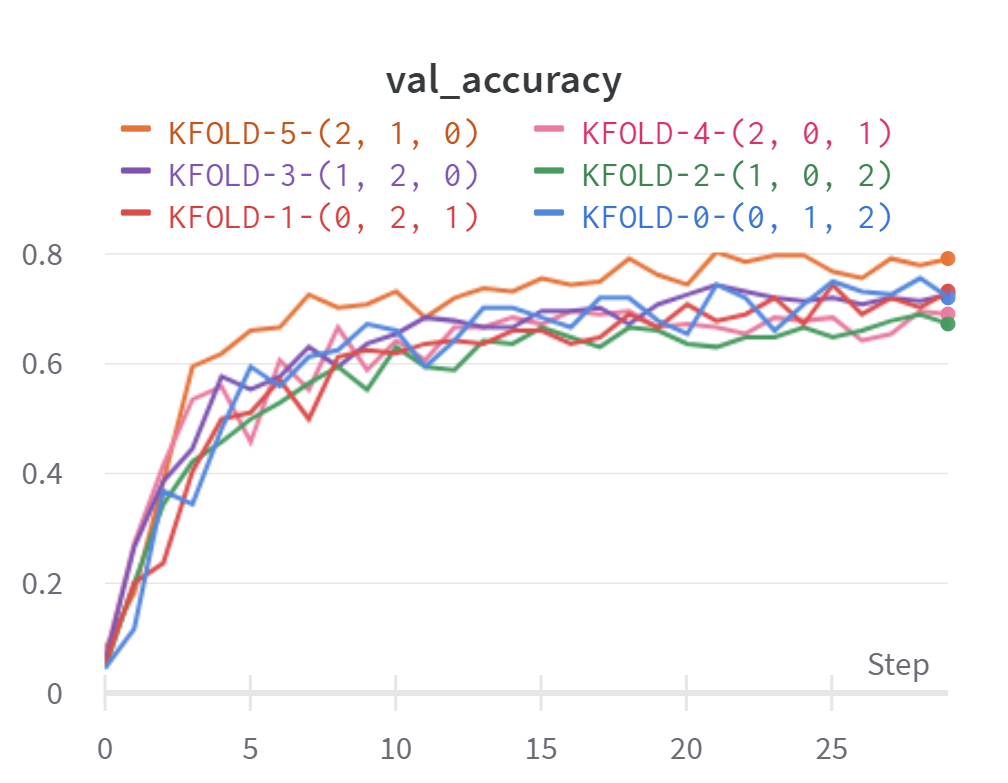 val_accuracy
KFOLD-5-(2, 1, 0) KFOLD-4-(2, 0, 1)
KFOLD-3-(1, 2, 0) KFOLD-2-(1, 0, 2)
KFOLD-1-(0, 2, 1) KFOLD-0-(0, 1, 2)
0.8
0.6
0.4
0.2
Step
0
0 5 10 15 20 25